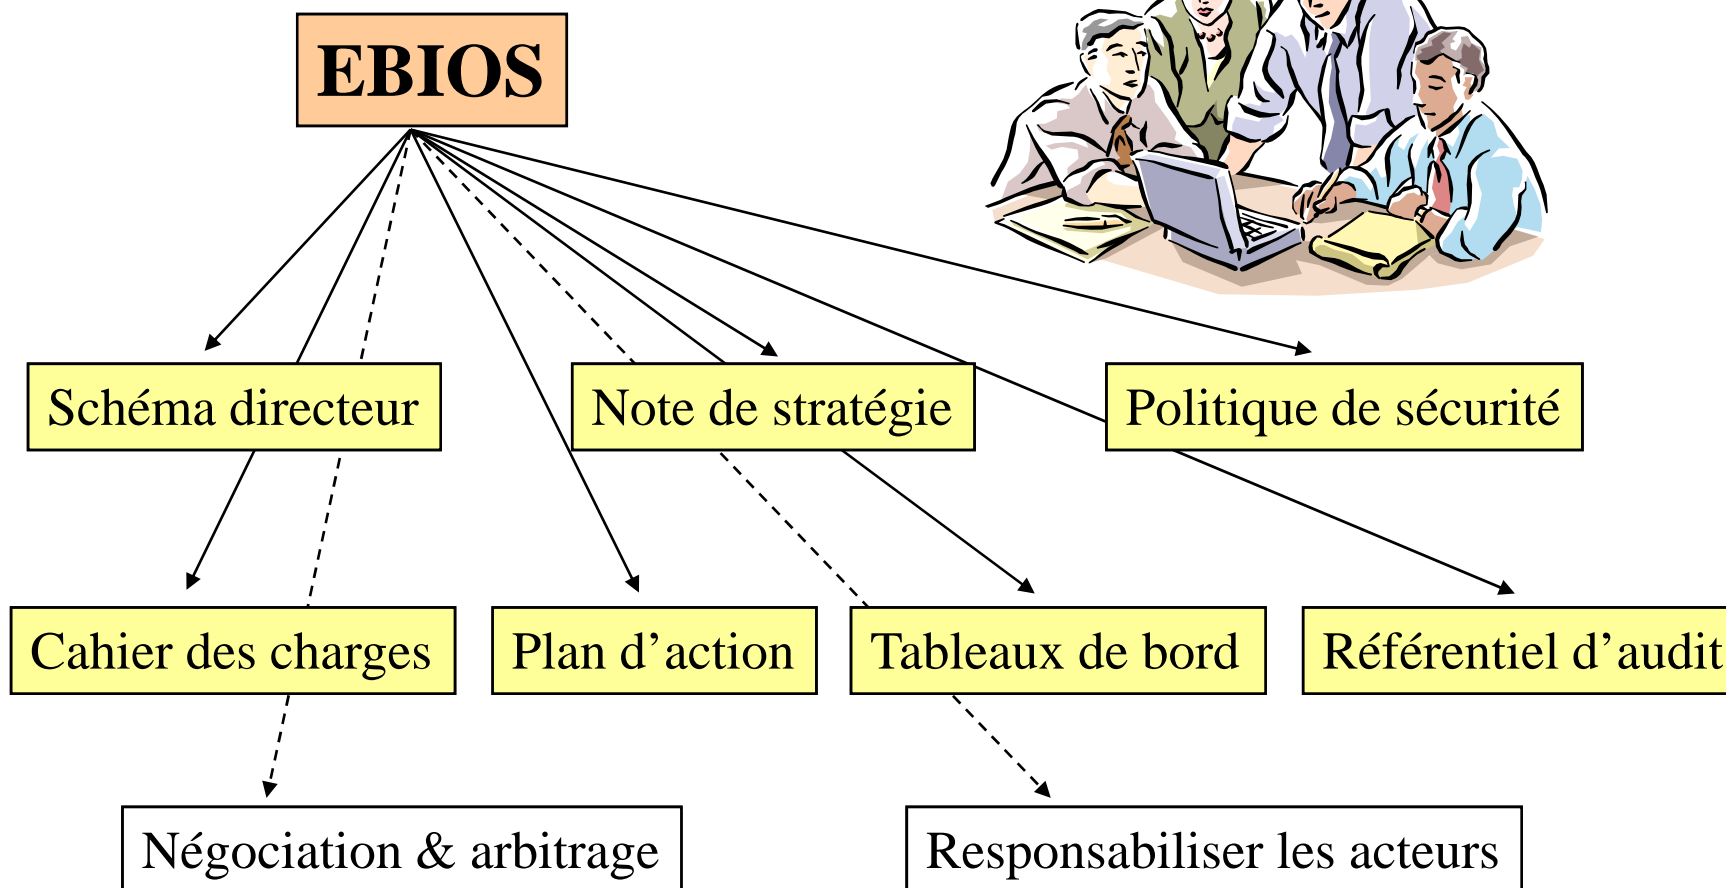 EBIOS
Schéma directeur
Note de stratégie
Politique de sécurité
Cahier des charges
Plan d’action
Tableaux de bord
Référentiel d’audit
Négociation & arbitrage
Responsabiliser les acteurs